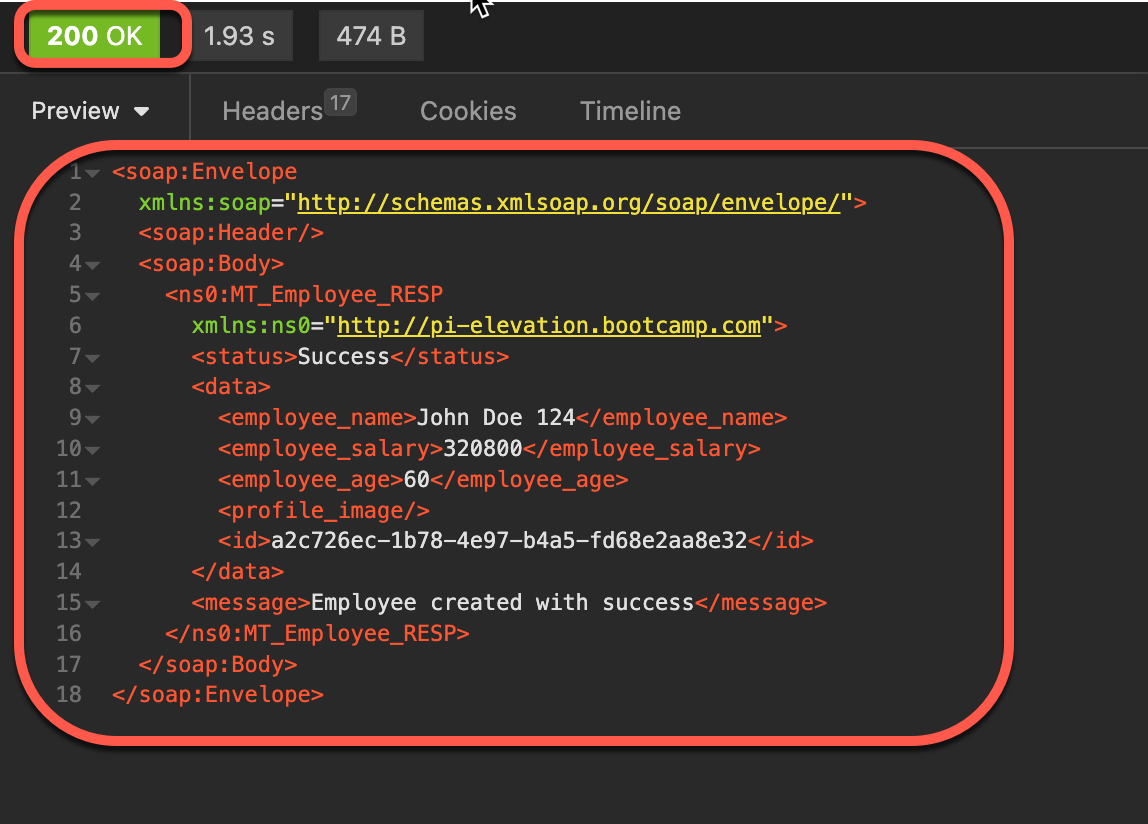 200 OK 1.93 s 474 B
Preview Headers 17 Cookies Timeline
1 <soap:Envelope
2 xmlns:soap="http://schemas.xmlsoap.org/soap/envelope/">
3 <soap:Header/>
4 <soap:Body>
5 <ns0:MT_Employee_RESP
6 xmlns:ns0="http://pi-elevation.bootcamp.com">
7 <status>Success</status>
8 <data>
9 <employee_name>John Doe 124</employee_name>
10 <employee_salary>320800</employee_salary>
11 <employee_age>60</employee_age>
12 <profile_image/>
13 <id>a2c726ec-1b78-4e97-b4a5-fd68e2aa8e32</id>
14 </data>
15 <message>Employee created with success</message>
16 </ns0:MT_Employee_RESP>
17 </soap:Body>
18 </soap:Envelope>